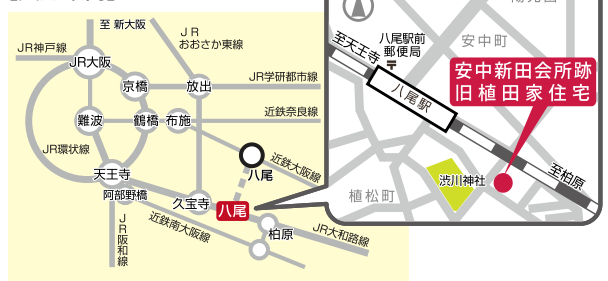 至 新大阪
JR
おおさか東線
JR神戸線
JR大阪
京橋
放出
JR学研都市線
近鉄奈良線
難波
鶴橋
布施
JR環状線
近鉄大阪線
八尾
天王寺
阿部野橋
久宝寺
八尾
JR阪和線
近鉄南大阪線
柏原
JR大和路線
安中町
八尾駅前
郵便局
至天王寺
八尾駅
安中新田会所跡
旧植田家住宅
至柏原
渋川神社
植松町